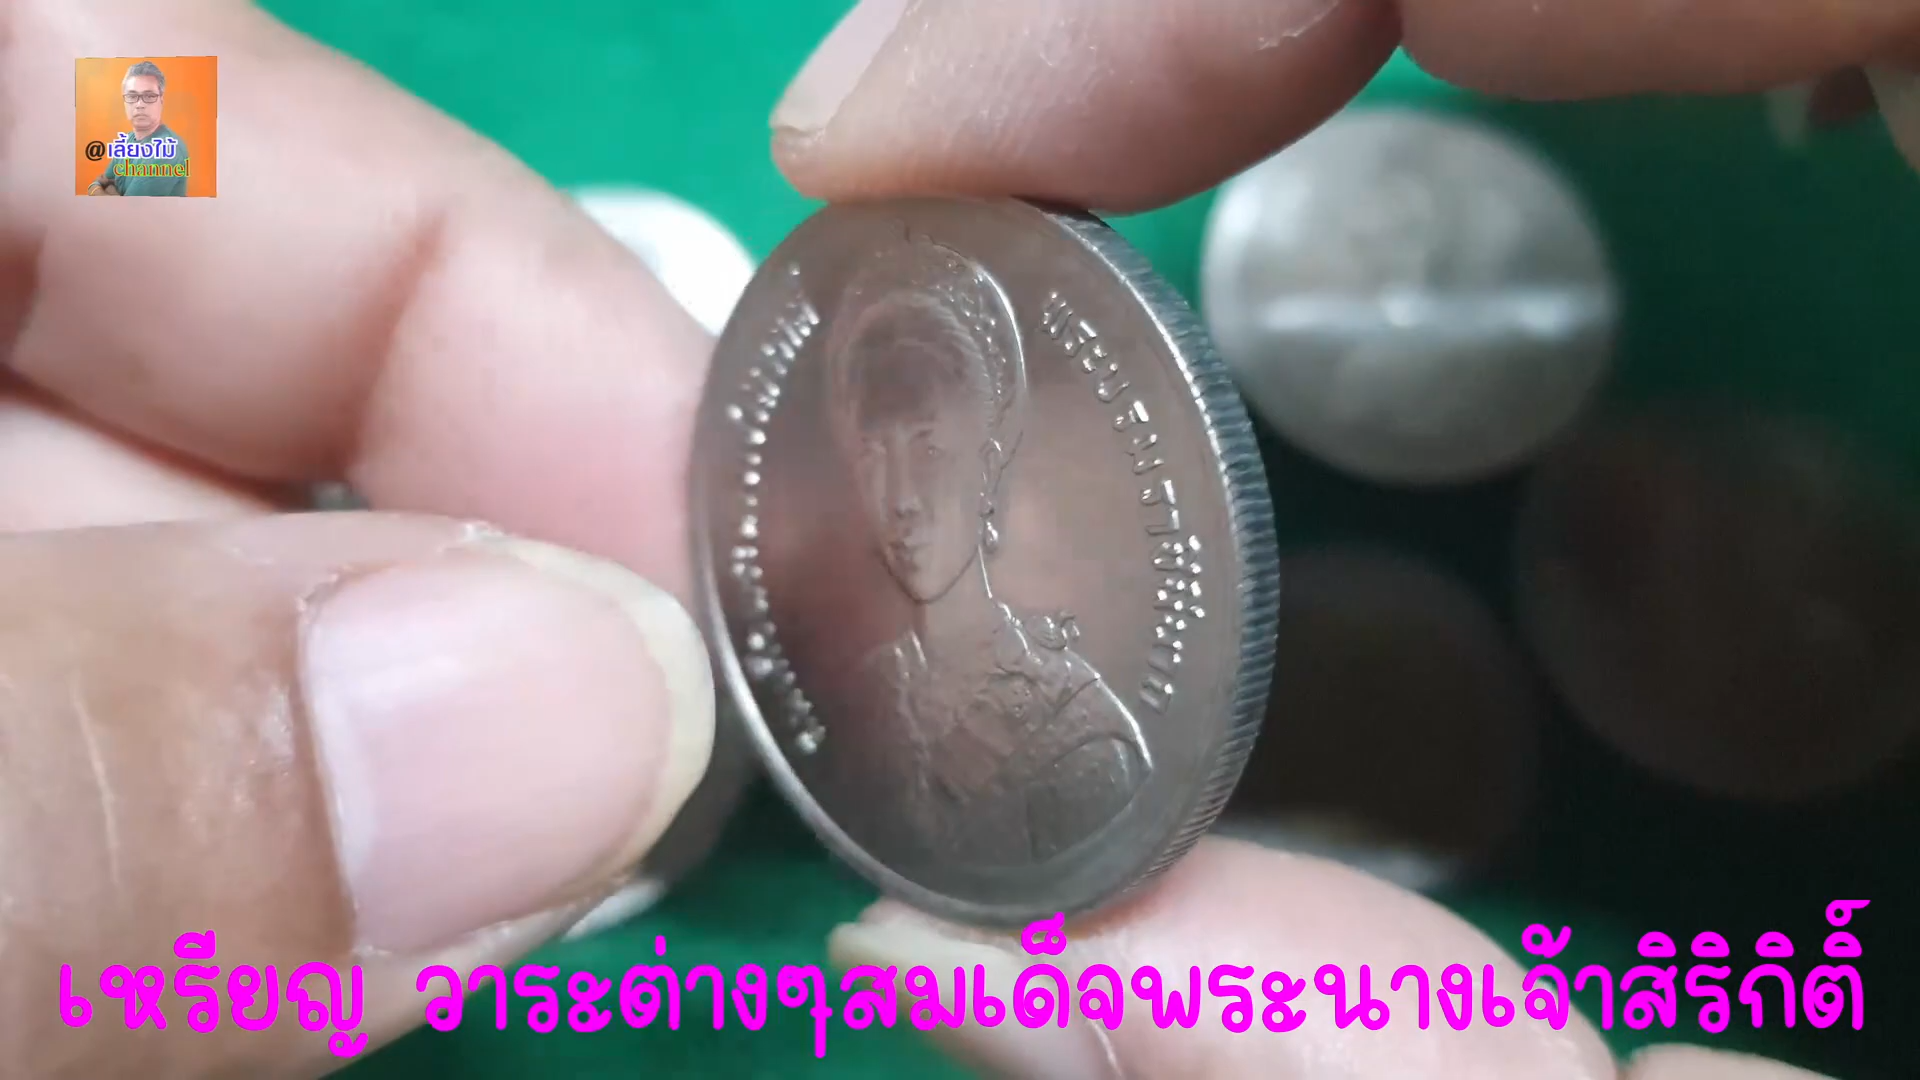 @เลี้ยงไม้
channel
พระบรมราชินีนาถ
เหรียญ วาระต่างๆสมเด็จพระนางเจ้าสิริกิติ์